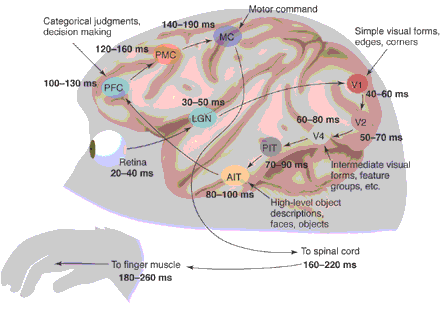 Motor command
Categorical judgments,
decision making
140–190 ms
Simple visual forms,
edges, corners
MC
120–160 ms
PMC
100–130 ms
PFC
V1
40–60 ms
30–50 ms
LGN
60–80 ms
V2
V4
50–70 ms
PIT
Retina
20–40 ms
70–90 ms
Intermediate visual
forms, feature
groups, etc.
AIT
80–100 ms
High-level object
descriptions,
faces, objects
To spinal cord
160–220 ms
To finger muscle
180–260 ms